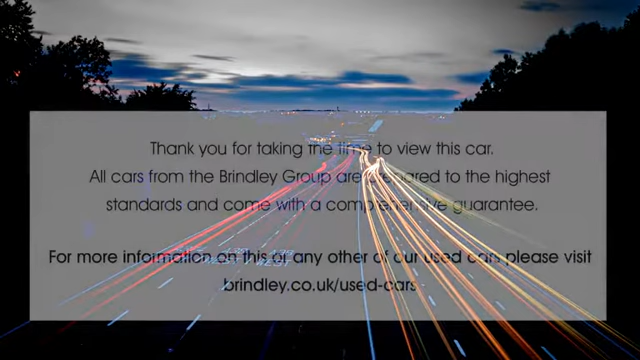 Thank you for taking the time to view this car.
All cars from the Brindley Group are prepared to the highest
standards and come with a comprehensive guarantee.
For more information on this or any other of our used cars please visit
brindley.co.uk/used-cars